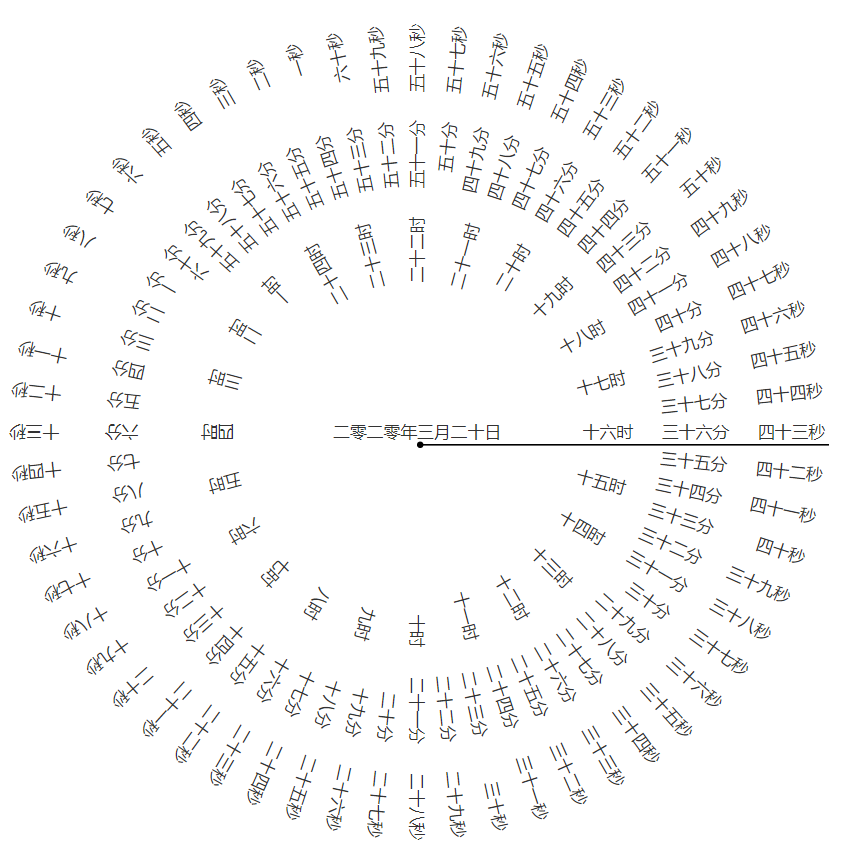 二零二零年三月二十日
十六时
三十六分
四十三秒
一时
二时
三时
四时
五时
六时
七时
八时
九时
十时
十一时
十二时
十三时
十四时
十五时
十七时
十八时
十九时
二十时
二十一时
二十二时
二十三时
二十四时
一分
二分
三分
四分
五分
六分
七分
八分
九分
十分
十一分
十二分
十三分
十四分
十五分
十六分
十七分
十八分
十九分
二十分
二十一分
二十二分
二十三分
二十四分
二十五分
二十六分
二十七分
二十八分
二十九分
三十分
三十一分
三十二分
三十三分
三十四分
三十五分
三十七分
三十八分
三十九分
四十分
四十一分
四十二分
四十三分
四十四分
四十五分
四十六分
四十七分
四十八分
四十九分
五十分
五十一分
五十二分
五十三分
五十四分
五十五分
五十六分
五十七分
五十八分
五十九分
六十分
一秒
二秒
三秒
四秒
五秒
六秒
七秒
八秒
九秒
十秒
十一秒
十二秒
十三秒
十四秒
十五秒
十六秒
十七秒
十八秒
十九秒
二十秒
二十一秒
二十二秒
二十三秒
二十四秒
二十五秒
二十六秒
二十七秒
二十八秒
二十九秒
三十秒
三十一秒
三十二秒
三十三秒
三十四秒
三十五秒
三十六秒
三十七秒
三十八秒
三十九秒
四十秒
四十一秒
四十二秒
四十四秒
四十五秒
四十六秒
四十七秒
四十八秒
四十九秒
五十秒
五十一秒
五十二秒
五十三秒
五十四秒
五十五秒
五十六秒
五十七秒
五十八秒
五十九秒
六十秒